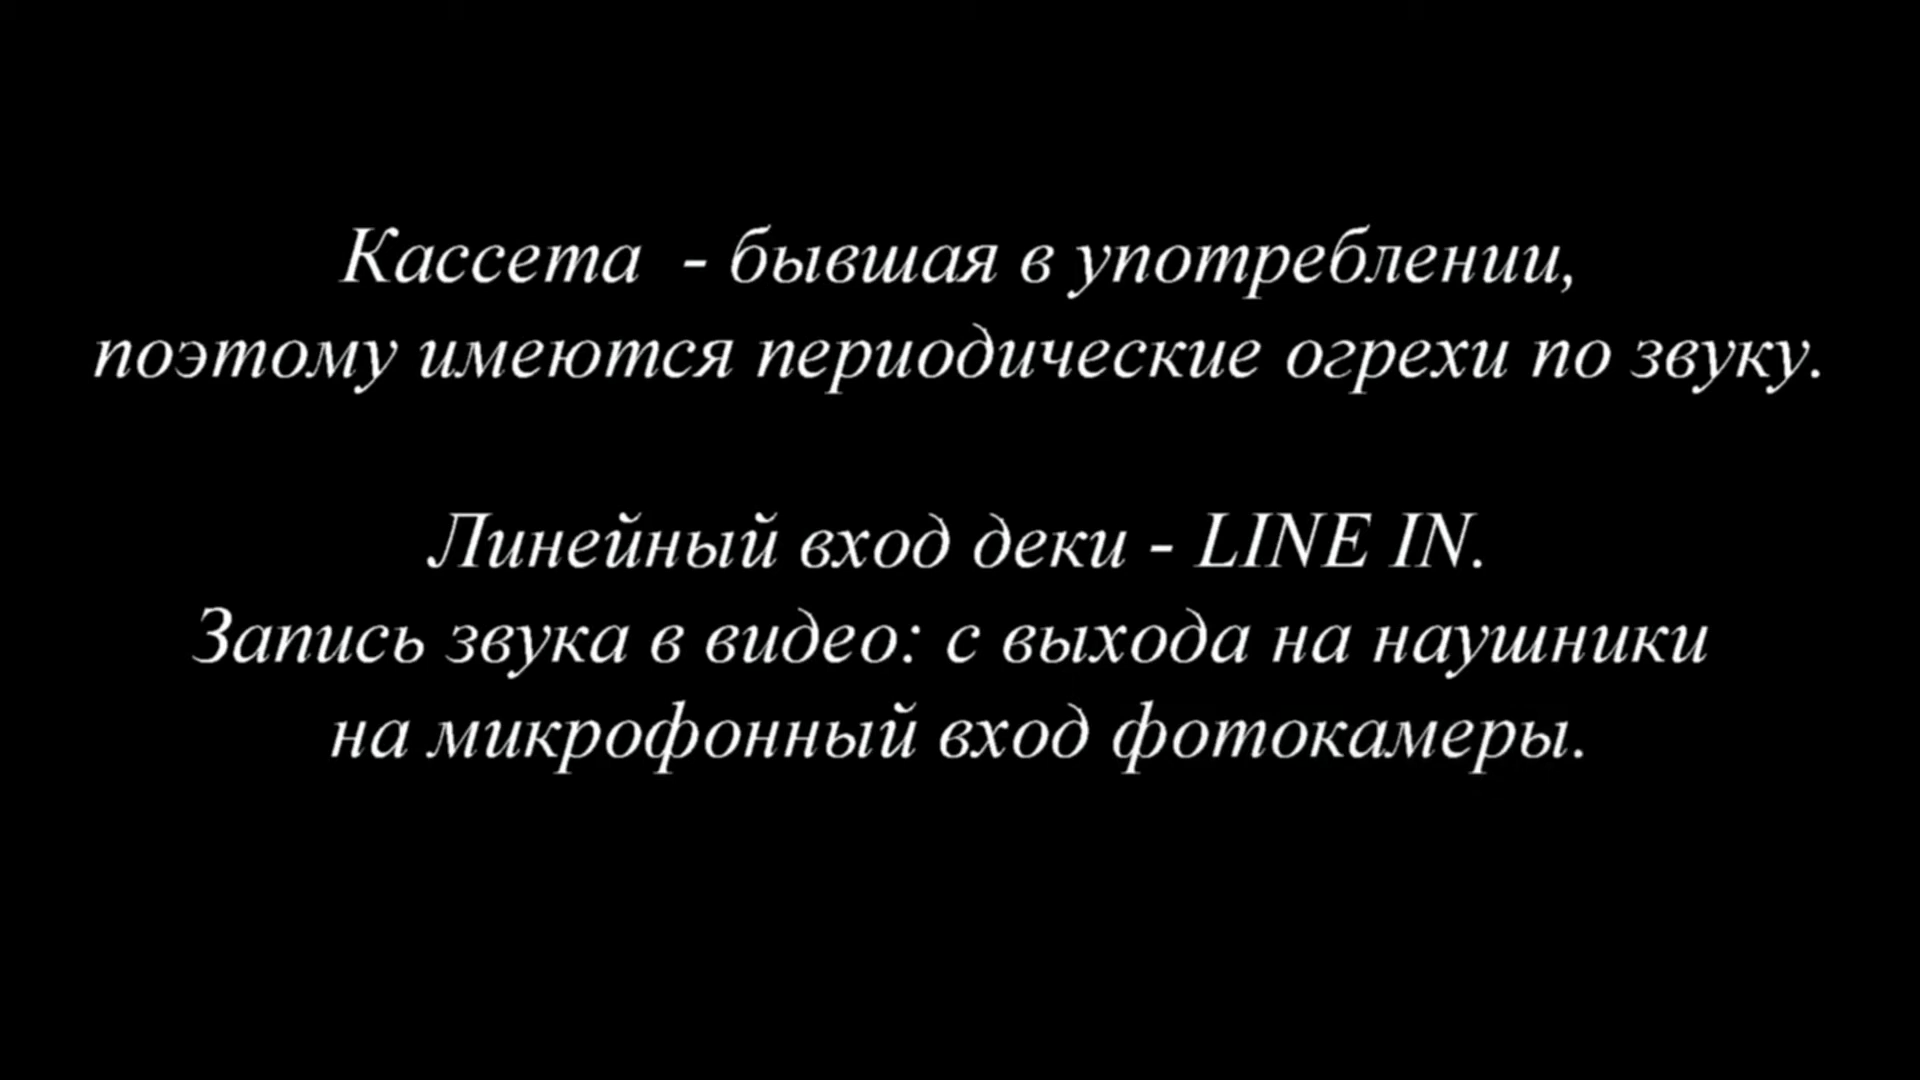 Кассета - бывшая в употреблении,
поэтому имеются периодические огрехи по звуку.
Линейный вход деки - LINE IN.
Запись звука в видео: с выхода на наушники
на микрофонный вход фотокамеры.